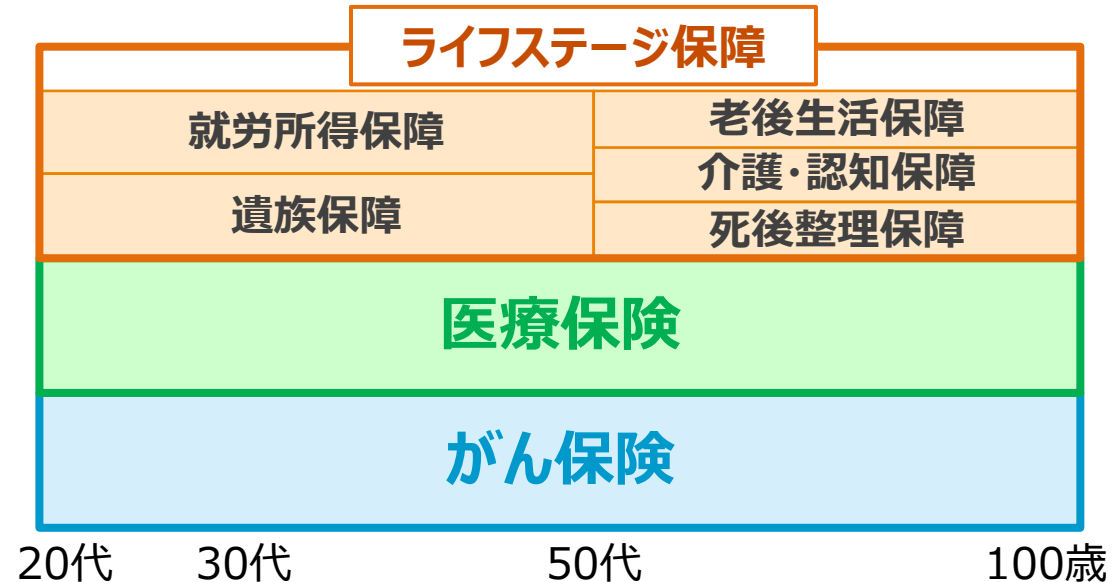 ライフステージ保障
就労所得保障
遺族保障
老後生活保障
介護・認知保障
死後整理保障
医療保険
がん保険
20代
30代
50代
100歳